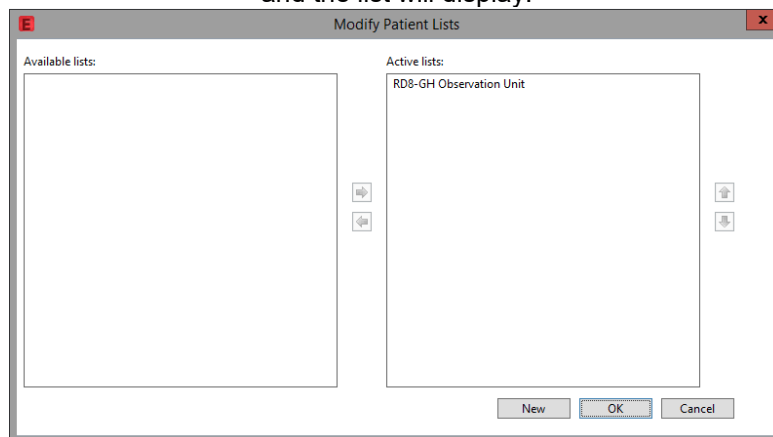 and the list will display.
E Modify Patient Lists x
Available lists: Active lists:
RD8-GH Observation Unit
New OK Cancel